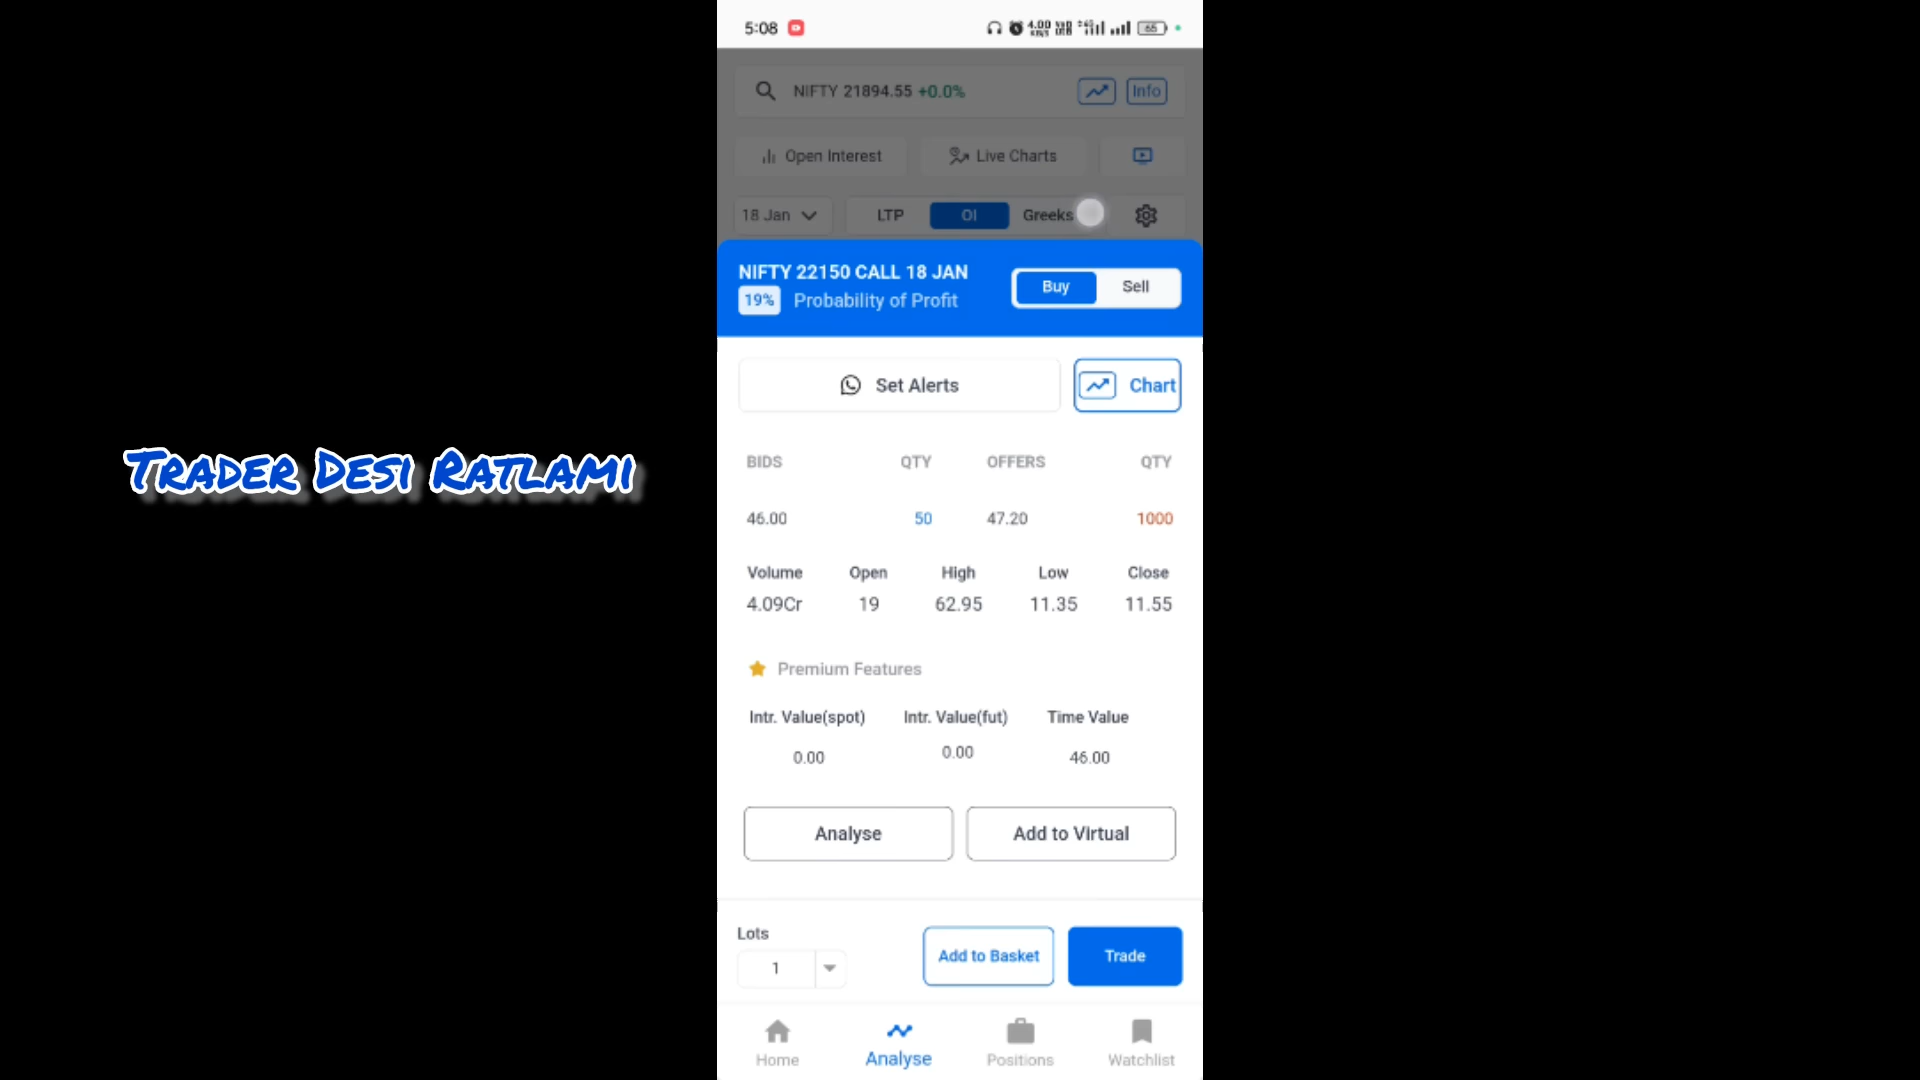 5:08
4.00
65
NIFTY 21894.55 +0.0%
Info
Open Interest
Live Charts
18 Jan
LTP
OI
Greeks
NIFTY 22150 CALL 18 JAN
19% Probability of Profit
Buy
Sell
Set Alerts
Chart
Trader Desi Ratlami
BIDS QTY OFFERS QTY
46.00 50 47.20 1000
Volume Open High Low Close
4.09Cr 19 62.95 11.35 11.55
Premium Features
Intr. Value(spot) Intr. Value(fut) Time Value
0.00 0.00 46.00
Analyse
Add to Virtual
Lots
1
Add to Basket
Trade
Home Analyse Positions Watchlist